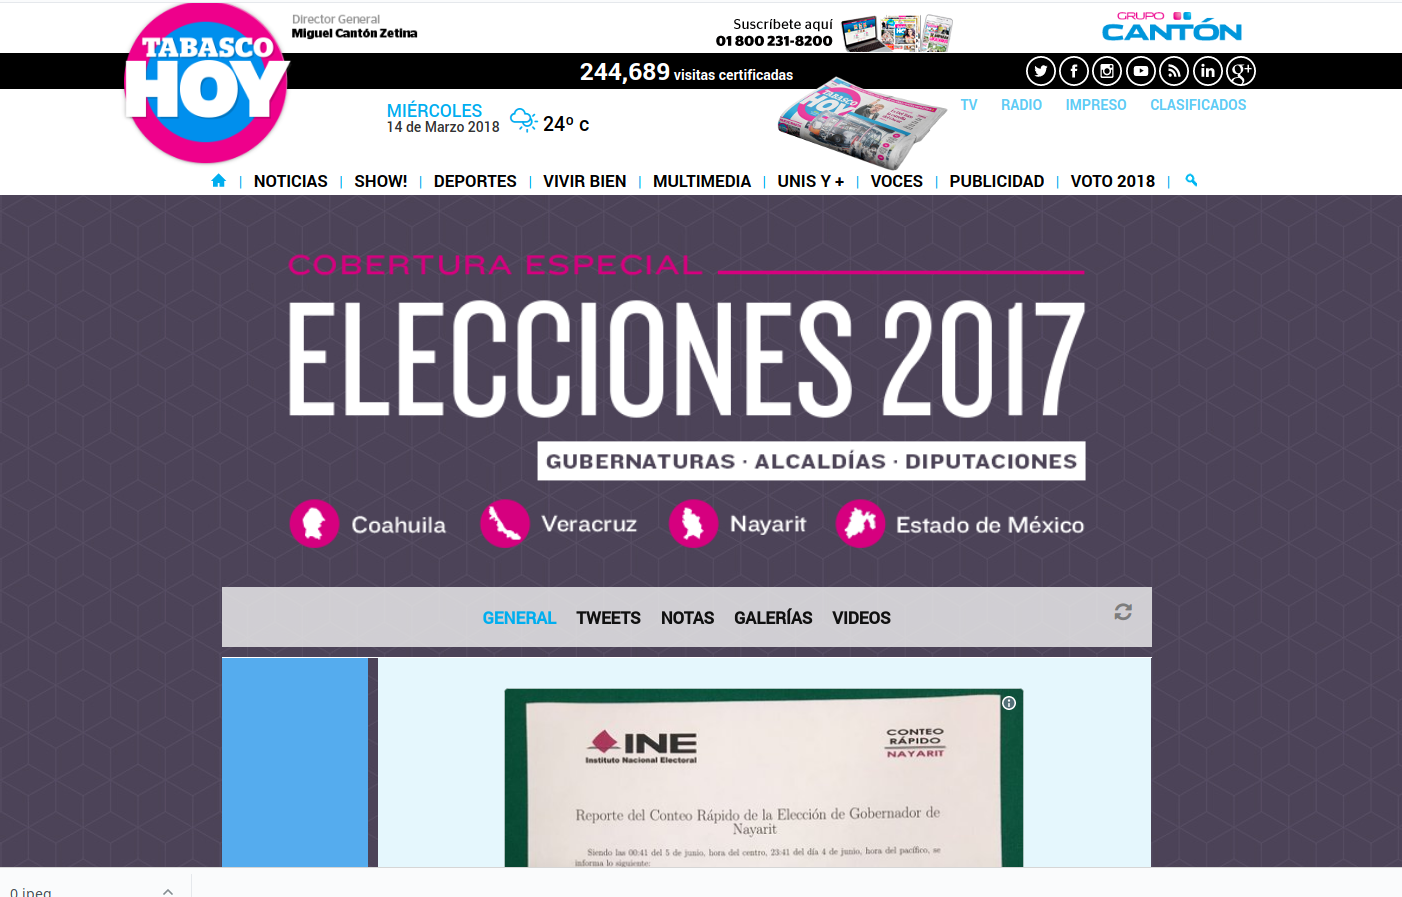 Director General
Miguel Cantón Zetina
TABASCO
HOY
Suscríbete aquí
01 800 231-8200
GRUPO
CANTÓN
244,689 visitas certificadas
MIÉRCOLES
14 de Marzo 2018
24º c
TABASCO
HOY
TV RADIO IMPRESO CLASIFICADOS
NOTICIAS | SHOW! | DEPORTES | VIVIR BIEN | MULTIMEDIA | UNIS Y + | VOCES | PUBLICIDAD | VOTO 2018 |
COBERTURA ESPECIAL
ELECCIONES 2017
GUBERNATURAS · ALCALDÍAS · DIPUTACIONES
Coahuila Veracruz Nayarit Estado de México
GENERAL TWEETS NOTAS GALERÍAS VIDEOS
INE
Instituto Nacional Electoral
CONTEO
RÁPIDO
NAYARIT
Reporte del Conteo Rápido de la Elección de Gobernador de
Nayarit
Siendo las 00:41 del 5 de junio, hora del centro, 23:41 del día 4 de junio, hora del pacífico, se
informa lo siguiente:
0.jpeg